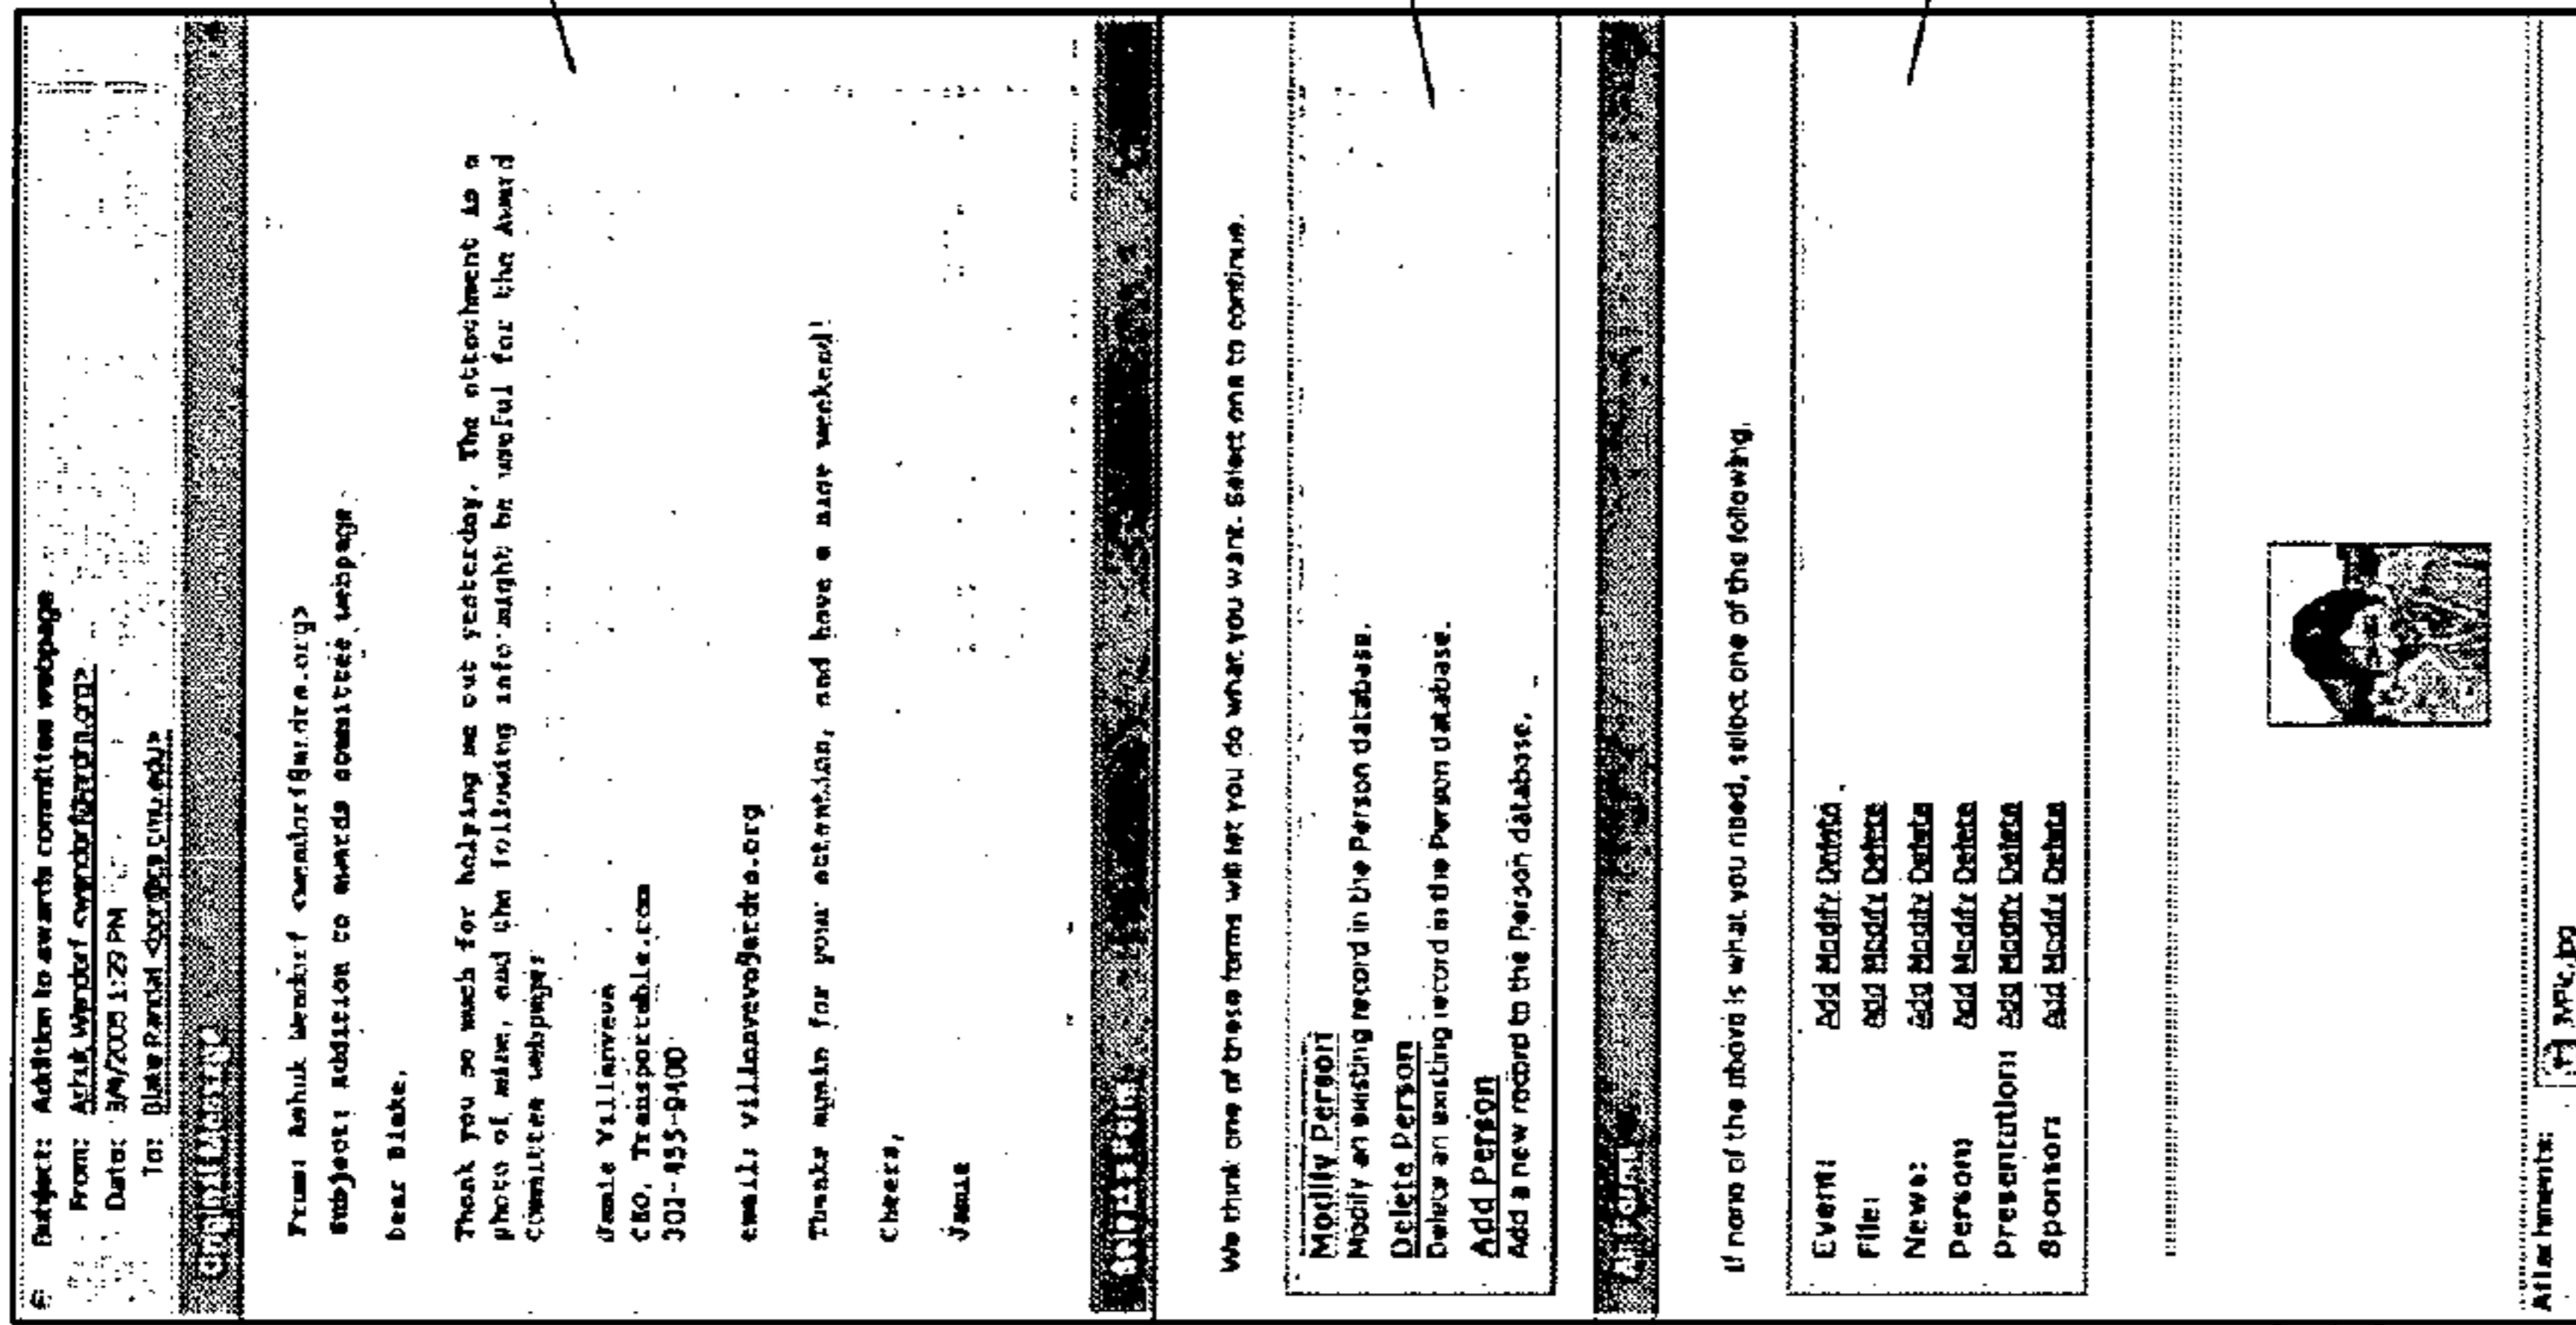 Subject: Addition to awards committee webpage
From: Ashuk Wendorf
Date: 3/4/2005 1:29 PM
To: Blake Randal
From: Ashuk Wendorf
Subject: Addition to awards committee webpage
Dear Blake,
Thank you so much for helping me out yesterday. The attachment is a
photo of mine, and the following info might be useful for the Award
Committee webpage:
Jamie Villanveva
CEO, Transportable.com
email: villanveva@ardra.org
Thanks again for your attention, and have a nice weekend!
Cheers,
Jamie
We think one of these forms will let you do what you want. Select one to continue.
Modify Person
Modify an existing record in the Person database.
Delete Person
Delete an existing record in the Person database.
Add Person
Add a new record to the Person database.
If none of the above is what you need, select one of the following.
Event: Add Modify Delete
File: Add Modify Delete
News: Add Modify Delete
Person: Add Modify Delete
Presentation: Add Modify Delete
Sponsor: Add Modify Delete
Attachments: